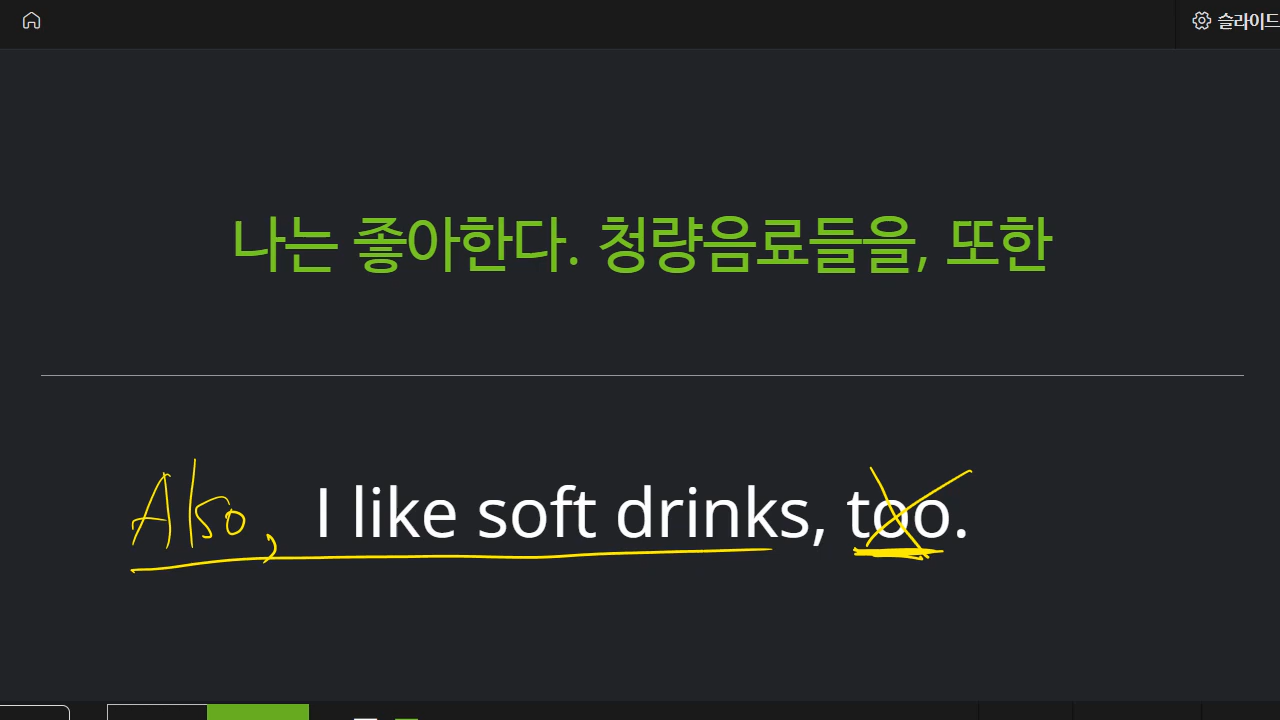 슬라이드
나는 좋아한다. 청량음료들을, 또한
Also, I like soft drinks, too.